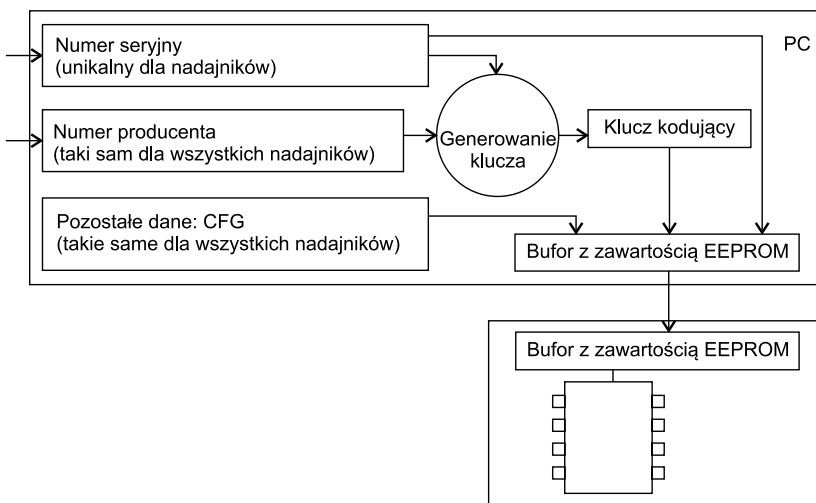 Numer seryjny
(unikalny dla nadajników)
PC
Numer producenta
(taki sam dla wszystkich nadajników)
Generowanie
klucza
Klucz kodujący
Pozostałe dane: CFG
(takie same dla wszystkich nadajników)
Bufor z zawartością EEPROM
Bufor z zawartością EEPROM